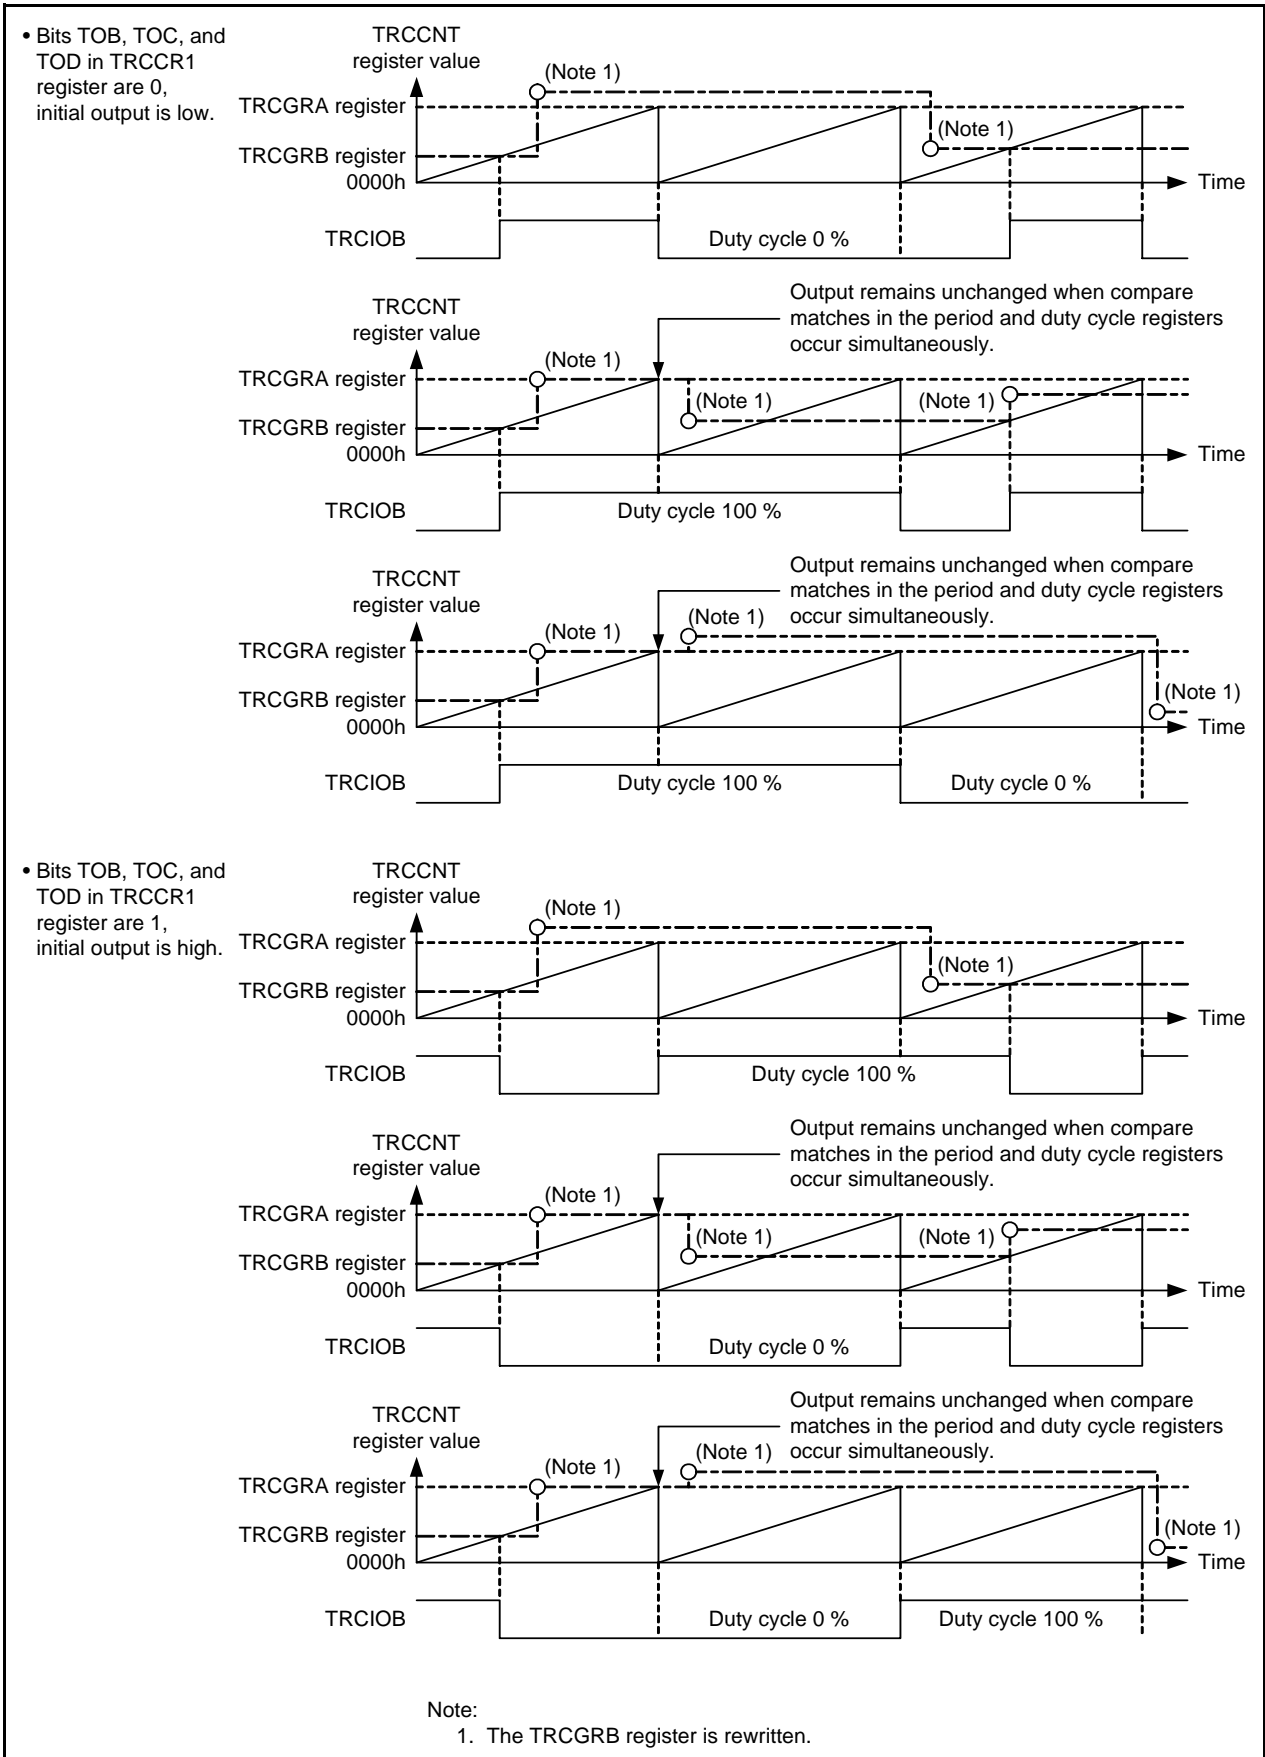 • Bits TOB, TOC, and
TOD in TRCCR1
register are 0,
initial output is low.
TRCCNT
register value
(Note 1)
TRCGRA register
(Note 1)
TRCGRB register
0000h
Time
TRCIOB
Duty cycle 0 %
TRCCNT
register value
Output remains unchanged when compare
matches in the period and duty cycle registers
occur simultaneously.
(Note 1)
TRCGRA register
(Note 1)
(Note 1)
TRCGRB register
0000h
Time
TRCIOB
Duty cycle 100 %
TRCCNT
register value
Output remains unchanged when compare
matches in the period and duty cycle registers
occur simultaneously.
(Note 1)
(Note 1)
TRCGRA register
(Note 1)
TRCGRB register
0000h
Time
TRCIOB
Duty cycle 100 %
Duty cycle 0 %
• Bits TOB, TOC, and
TOD in TRCCR1
register are 1,
initial output is high.
TRCCNT
register value
(Note 1)
TRCGRA register
(Note 1)
TRCGRB register
0000h
Time
TRCIOB
Duty cycle 100 %
TRCCNT
register value
Output remains unchanged when compare
matches in the period and duty cycle registers
occur simultaneously.
(Note 1)
TRCGRA register
(Note 1)
(Note 1)
TRCGRB register
0000h
Time
TRCIOB
Duty cycle 0 %
TRCCNT
register value
Output remains unchanged when compare
matches in the period and duty cycle registers
occur simultaneously.
(Note 1)
(Note 1)
TRCGRA register
(Note 1)
TRCGRB register
0000h
Time
TRCIOB
Duty cycle 0 %
Duty cycle 100 %
Note:
1. The TRCGRB register is rewritten.